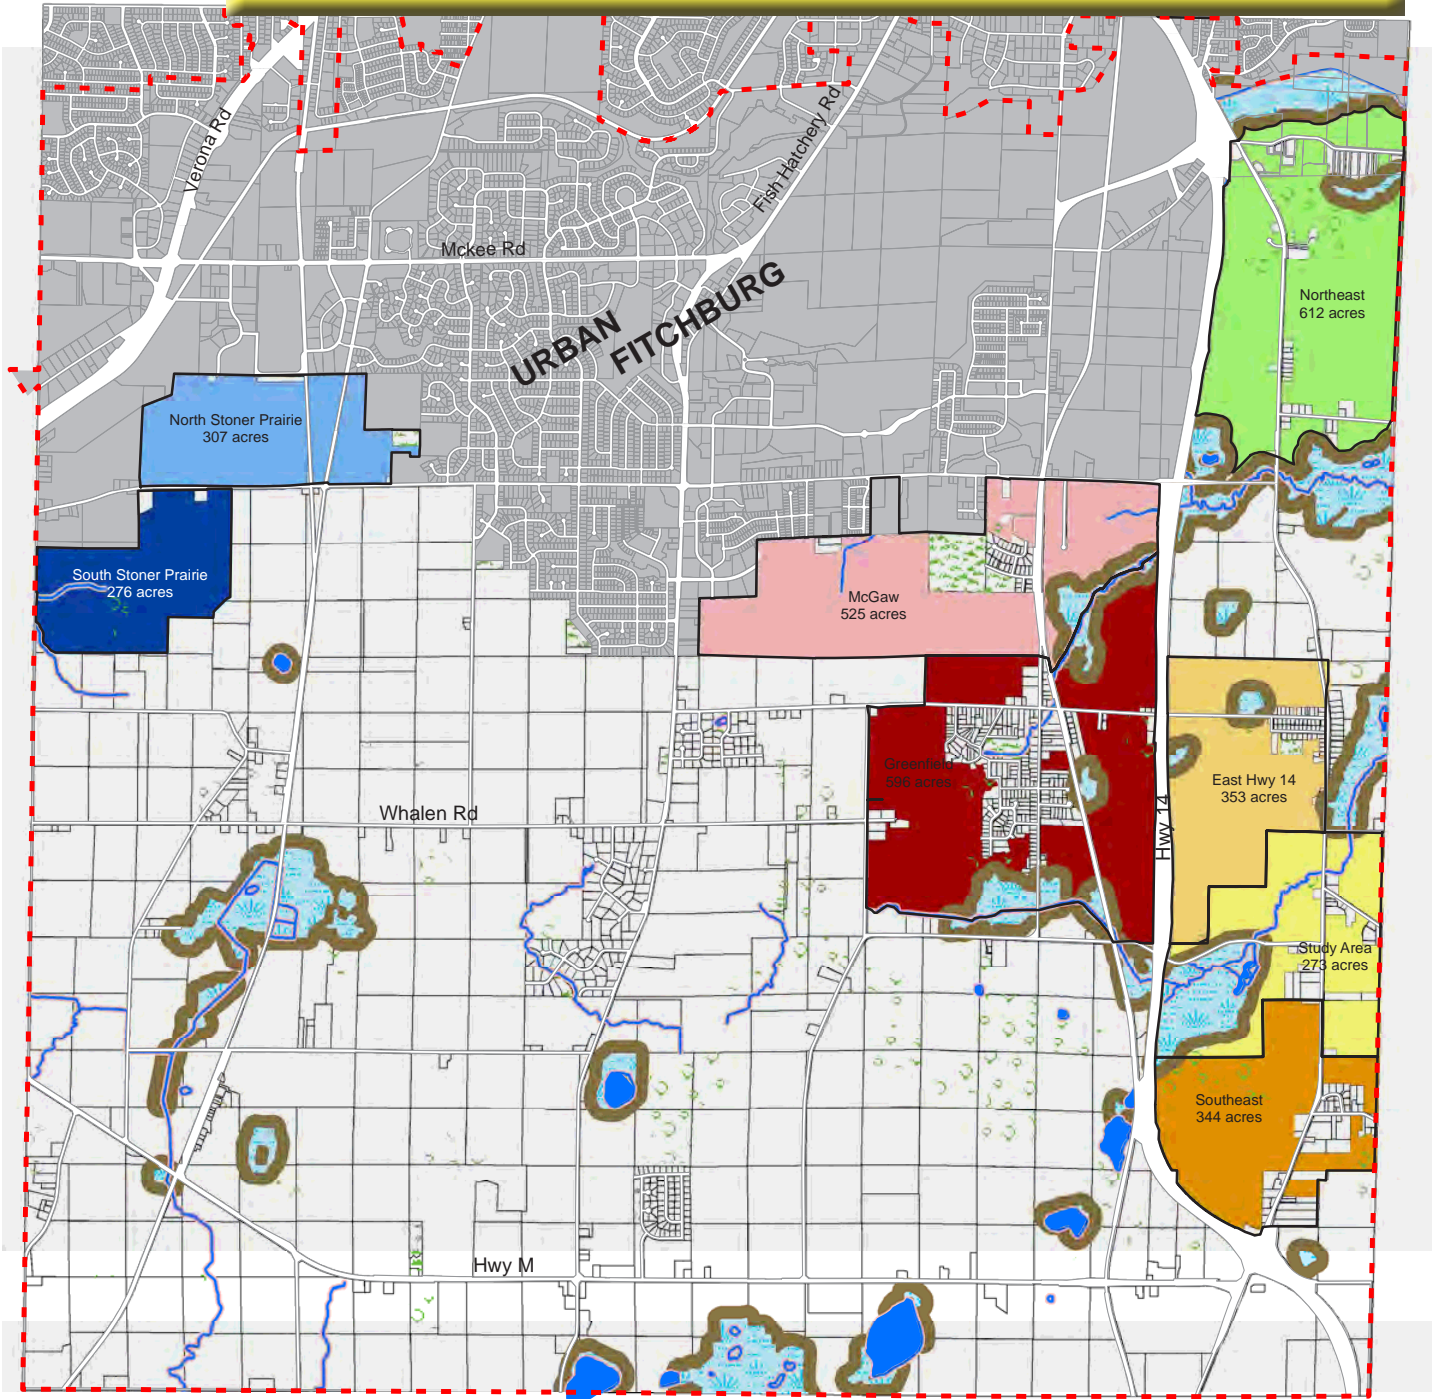 Verona Rd
Fish Hatchery Rd
Mckee Rd
URBAN
FITCHBURG
Northeast
612 acres
North Stoner Prairie
307 acres
South Stoner Prairie
276 acres
McGaw
525 acres
Greenfield
596 acres
East Hwy 14
353 acres
Whalen Rd
Hwy 14
Study Area
273 acres
Southeast
344 acres
Hwy M